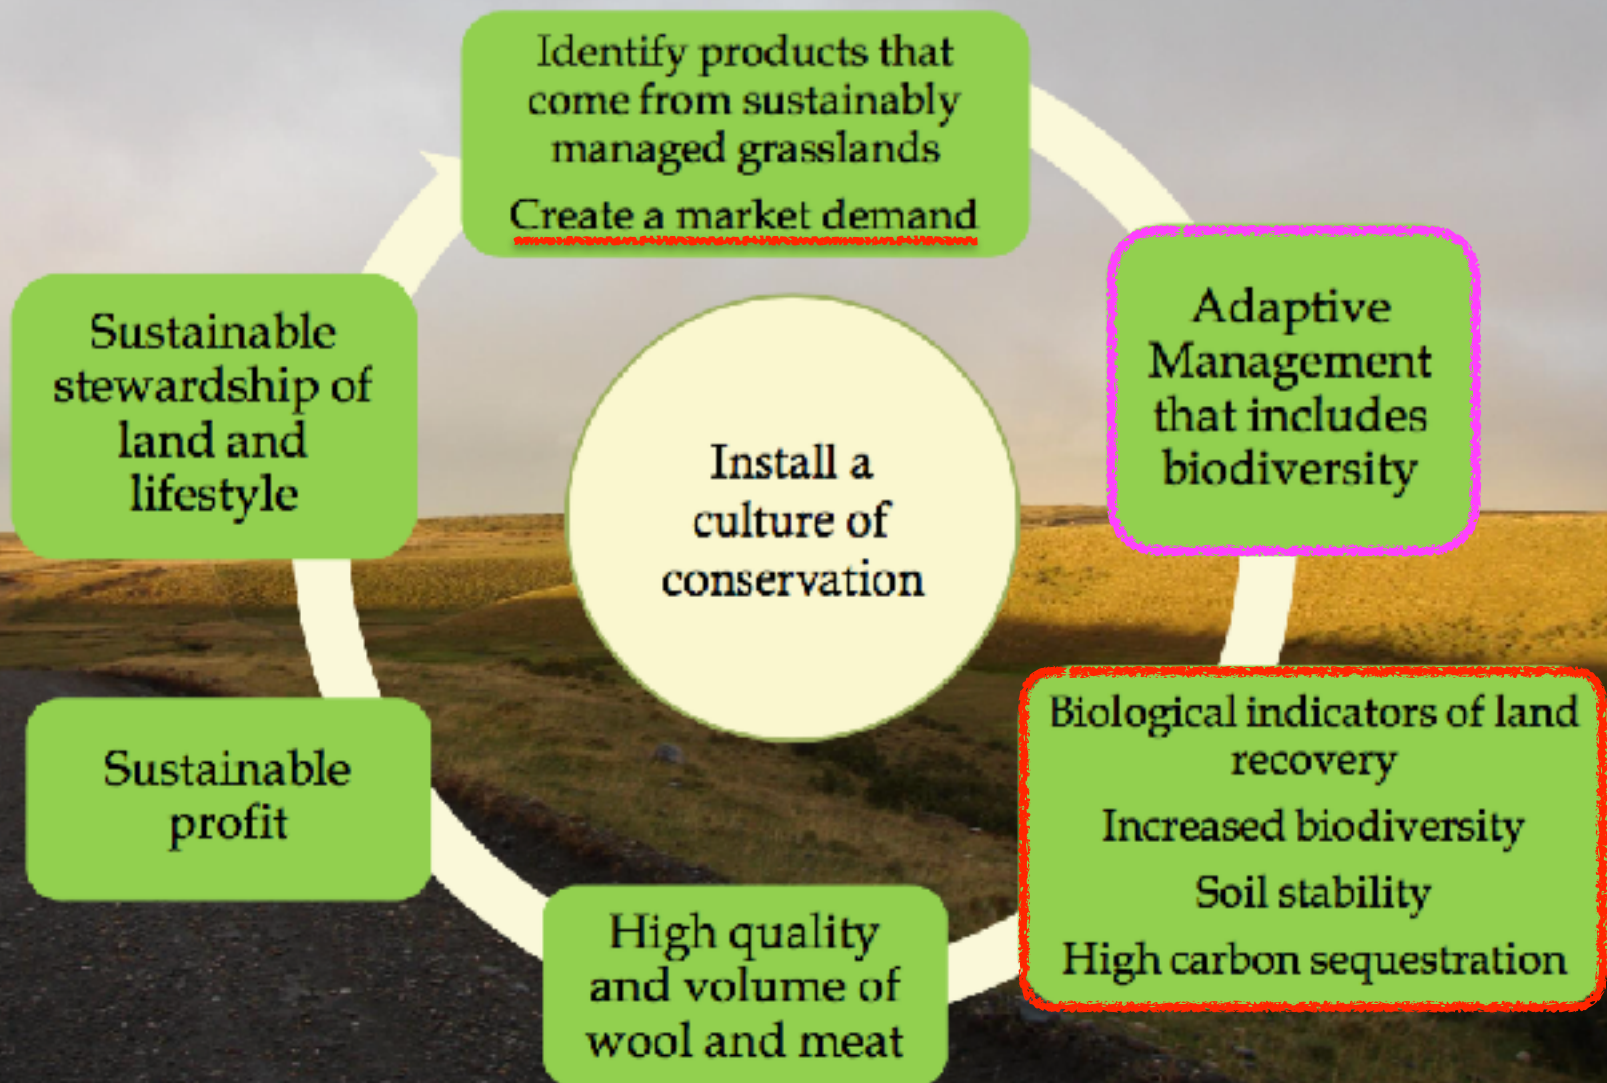 Identify products that
come from sustainably
managed grasslands
Create a market demand
Adaptive
Management
that includes
biodiversity
Biological indicators of land
recovery
Increased biodiversity
Soil stability
High carbon sequestration
High quality
and volume of
wool and meat
Sustainable
profit
Sustainable
stewardship of
land and
lifestyle
Install a
culture of
conservation